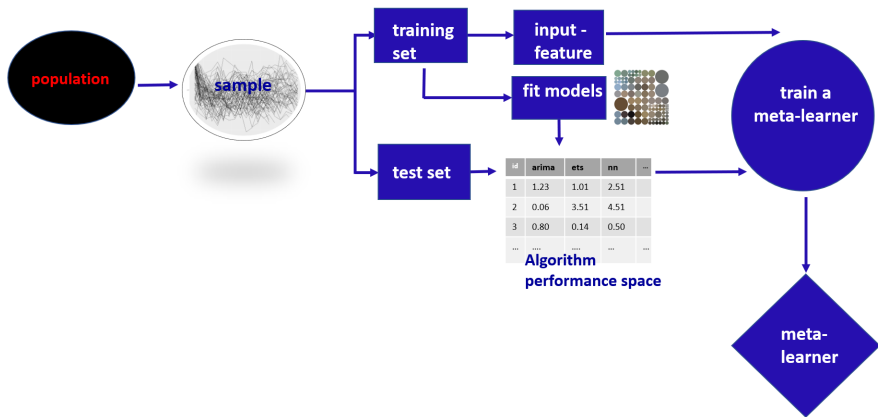 population
sample
training
set
input -
feature
fit models
test set
id arima ets nn ...
1 1.23 1.01 2.51
2 0.06 3.51 4.51
3 0.80 0.14 0.50
... .... .... ... ...
Algorithm
performance space
train a
meta-learner
meta-
learner